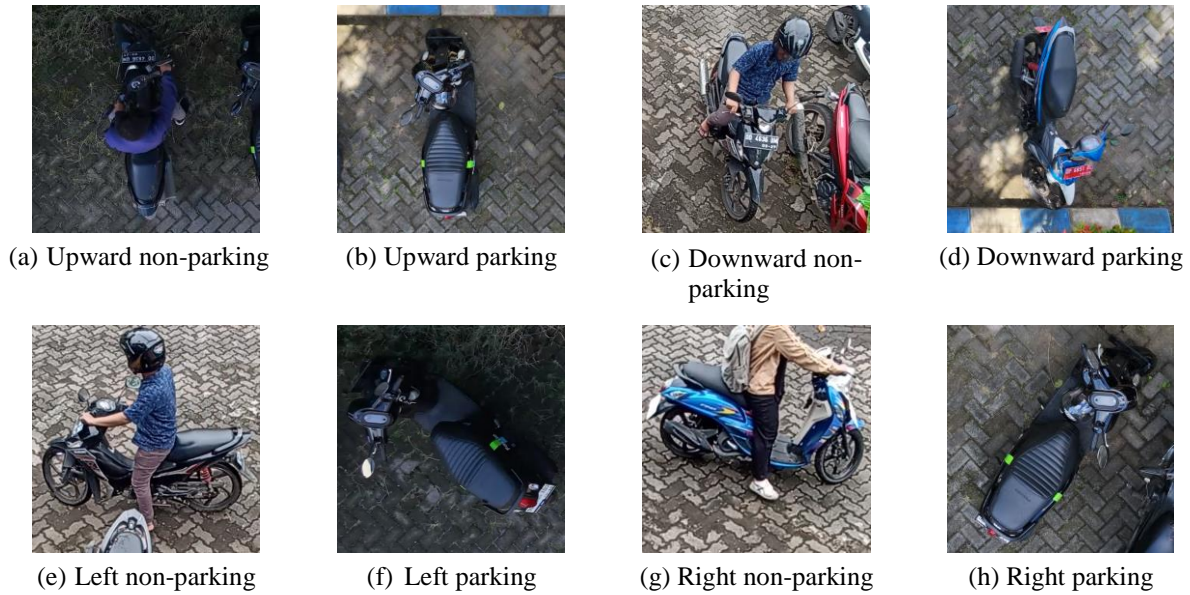 (a) Upward non-parking
(b) Upward parking
(c) Downward non-
parking
(d) Downward parking
(e) Left non-parking
(f) Left parking
(g) Right non-parking
(h) Right parking